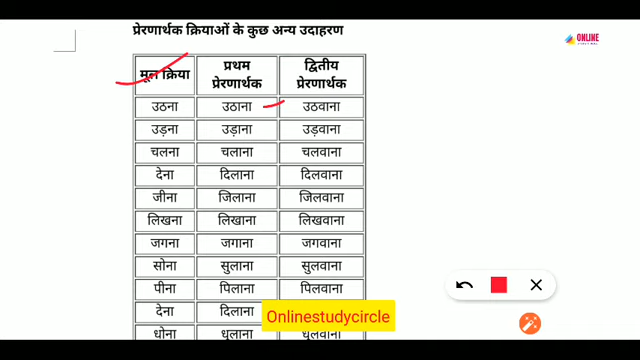 प्रेरणार्थक क्रियाओं के कुछ अन्य उदाहरण
ONLINE
मूल क्रिया प्रथम प्रेरणार्थक द्वितीय प्रेरणार्थक
उठना उठाना उठवाना
उड़ना उड़ाना उड़वाना
चलना चलाना चलवाना
देना दिलाना दिलवाना
जीना जिलाना जिलवाना
लिखना लिखाना लिखवाना
जगना जगाना जगवाना
सोना सुलाना सुलवाना
पीना पिलाना पिलवाना
देना दिलाना
Onlinestudycircle
धोना धुलाना धुलवाना